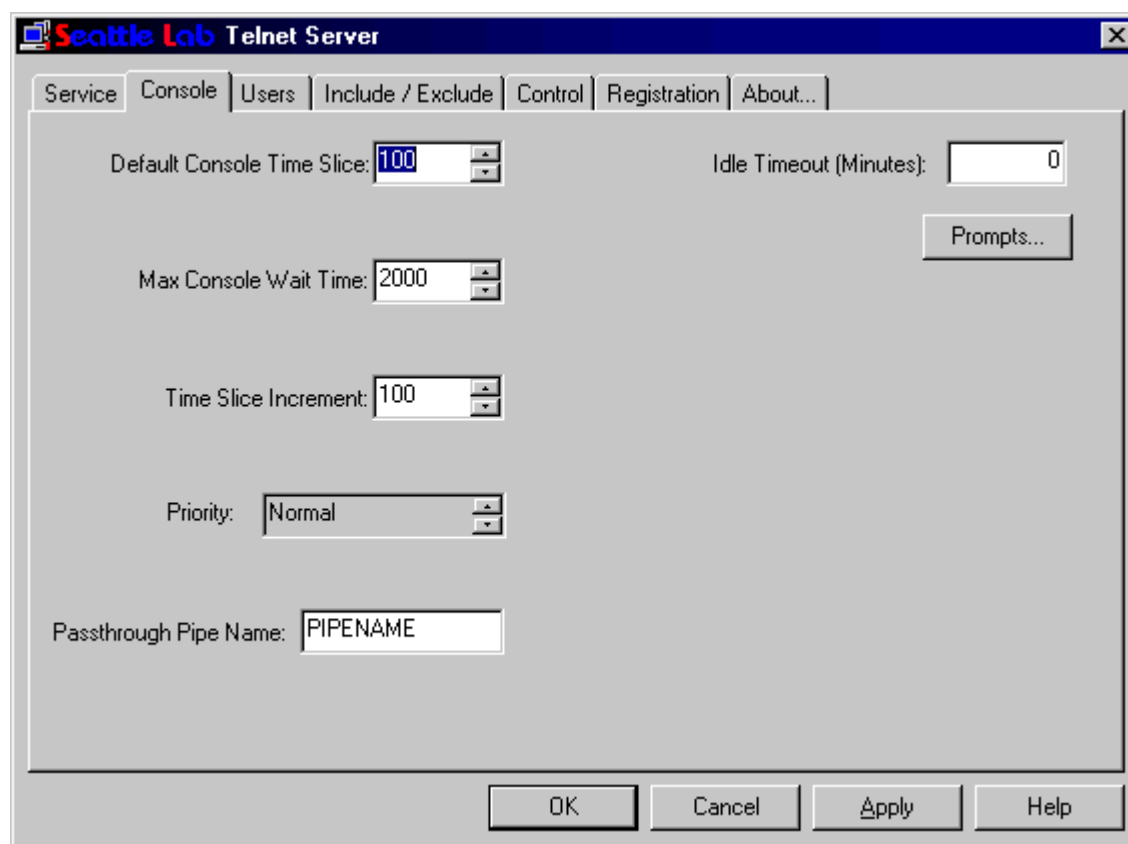 Seattle Lab Telnet Server
Service Console Users Include / Exclude Control Registration About...
Default Console Time Slice: 100 Idle Timeout (Minutes): 0
Prompts...
Max Console Wait Time: 2000
Time Slice Increment: 100
Priority: Normal
Passthrough Pipe Name: PIPENAME
OK Cancel Apply Help